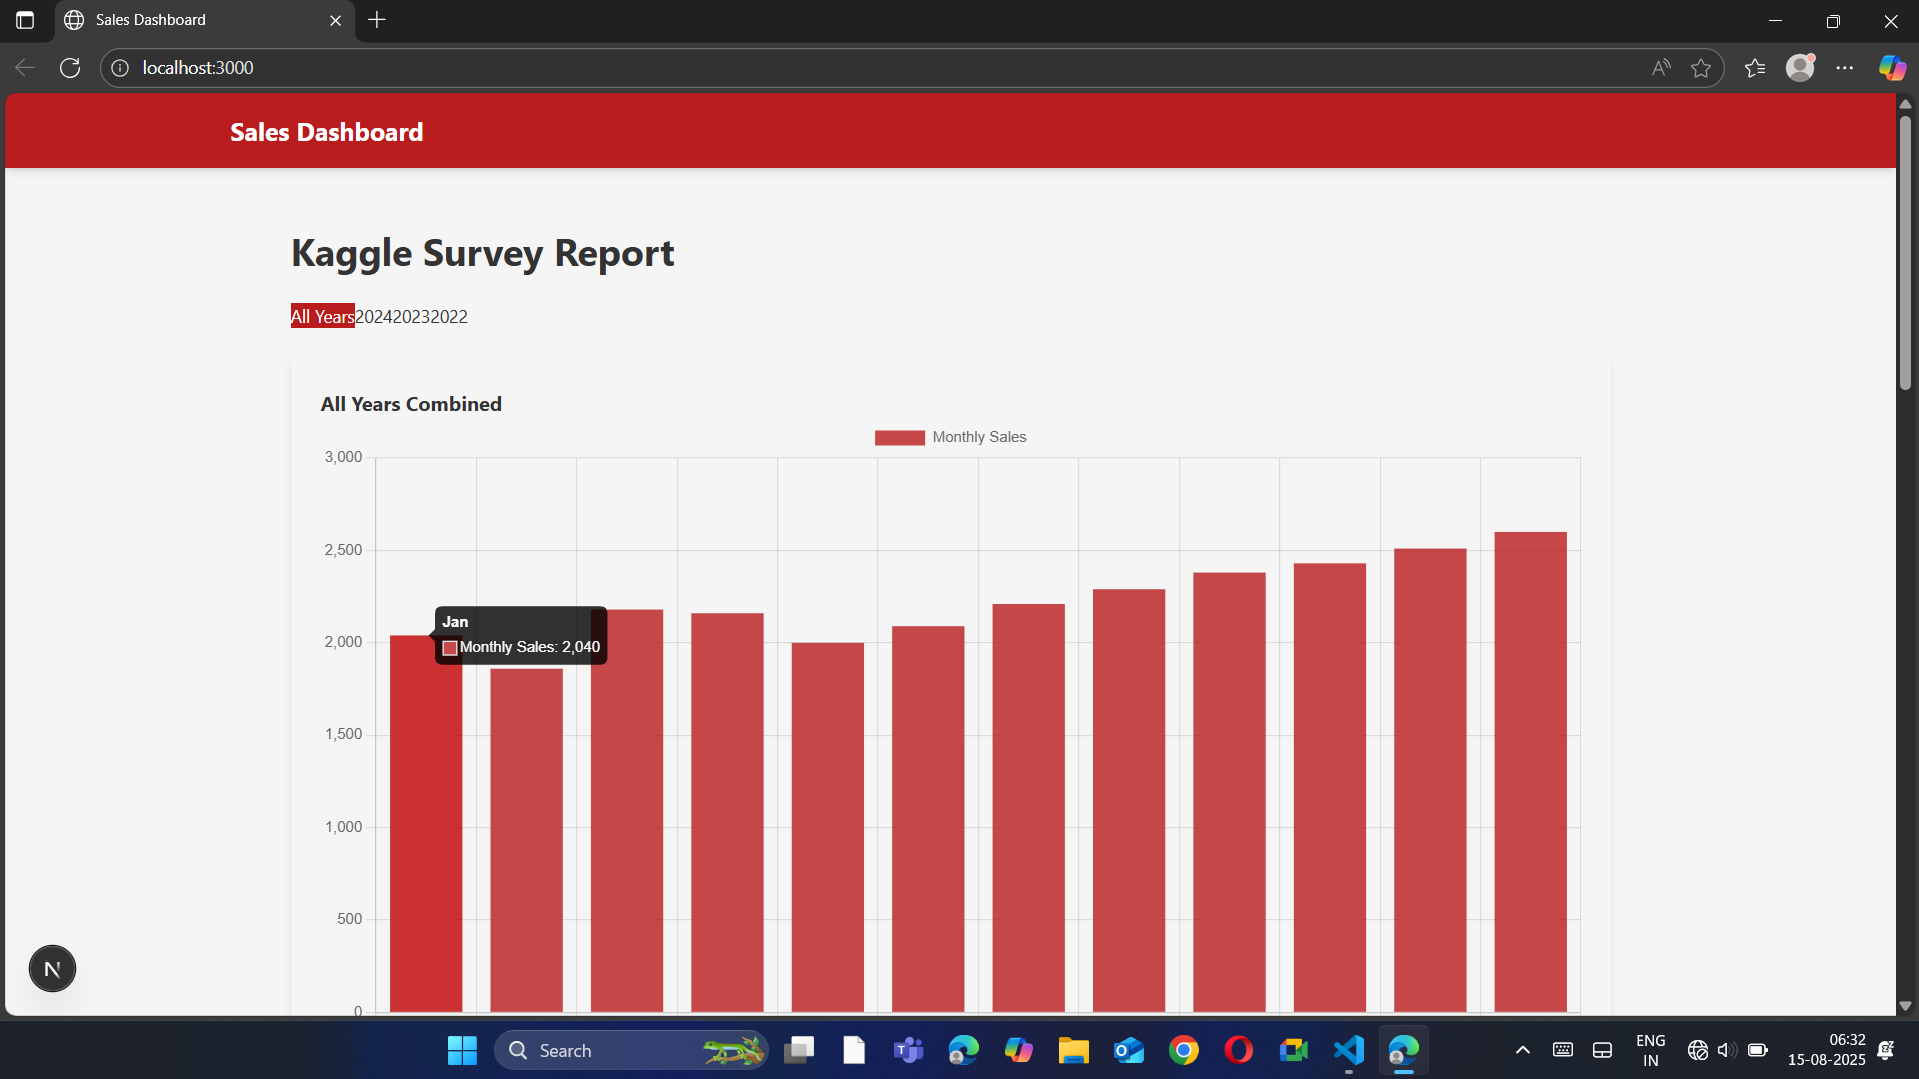 Sales Dashboard
localhost:3000
Sales Dashboard
Kaggle Survey Report
All Years202420232022
All Years Combined
Monthly Sales
3,000
2,500
2,000
1,500
1,000
500
0
Jan
Monthly Sales: 2,040
N
Search
ENG
IN
06:32
15-08-2025